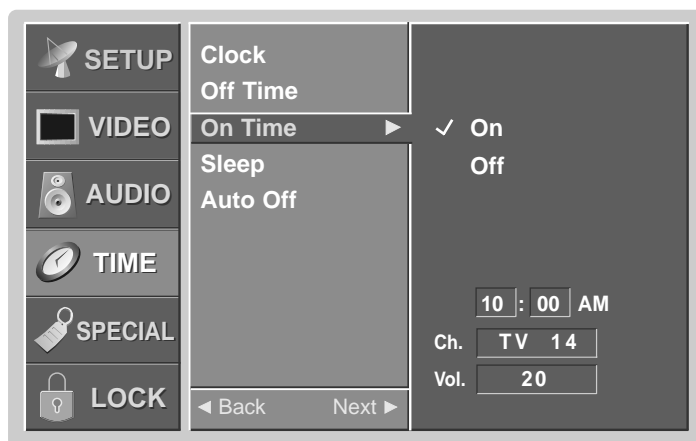 SETUP
VIDEO
AUDIO
TIME
SPECIAL
LOCK
Clock
Off Time
On Time ►
Sleep
Auto Off
◄ Back Next ►
✓ On
Off
10 : 00 AM
Ch. TV 14
Vol. 20